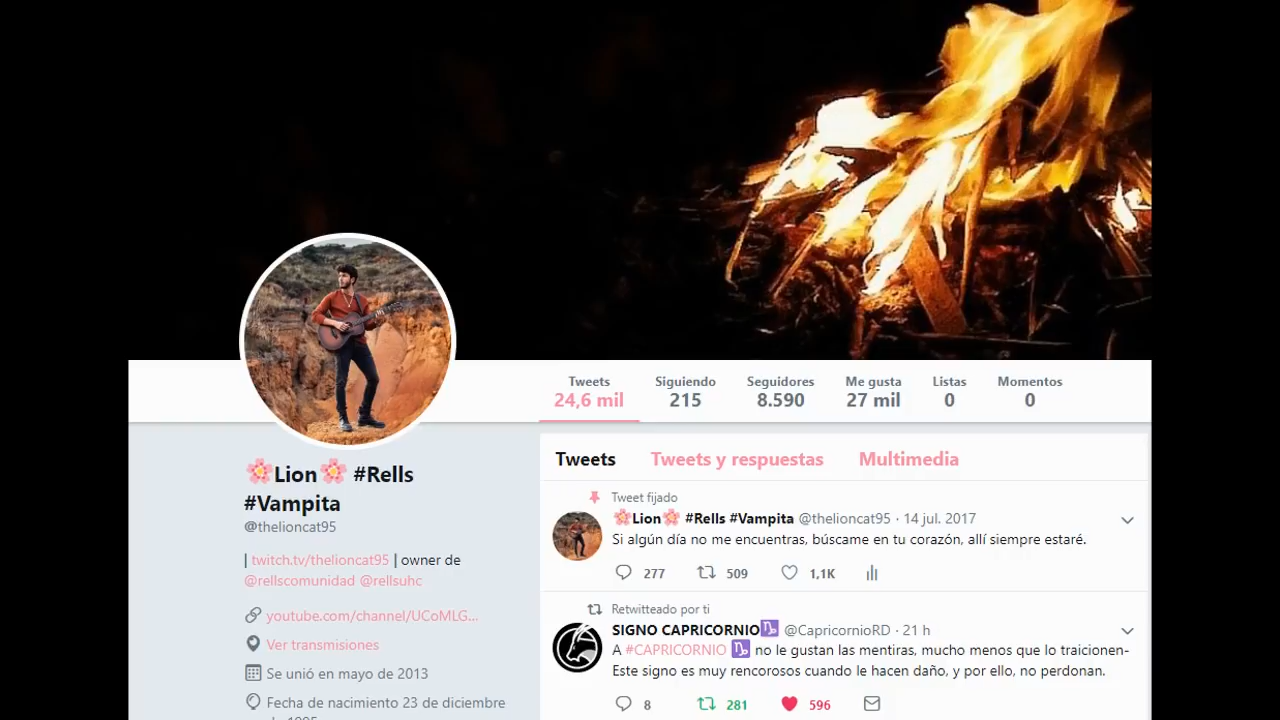 Tweets
24,6 mil
Siguiendo
215
Seguidores
8.590
Me gusta
27 mil
Listas
0
Momentos
0
🌸Lion🌸 #Rells
#Vampita
@thelioncat95
| twitch.tv/thelioncat95 | owner de
@rellscomunidad @rellsuhc
youtube.com/channel/UCoMLG...
Ver transmisiones
Se unió en mayo de 2013
Fecha de nacimiento 23 de diciembre
Tweets Tweets y respuestas Multimedia
Tweet fijado
🌸Lion🌸 #Rells #Vampita @thelioncat95 · 14 jul. 2017
Si algún día no me encuentras, búscame en tu corazón, allí siempre estaré.
277 509 1,1K
Retwitteado por ti
SIGNO CAPRICORNIO♑ @CapricornioRD · 21 h
A #CAPRICORNIO ♑ no le gustan las mentiras, mucho menos que lo traicionen-
Este signo es muy rencorosos cuando le hacen daño, y por ello, no perdonan.
8 281 596